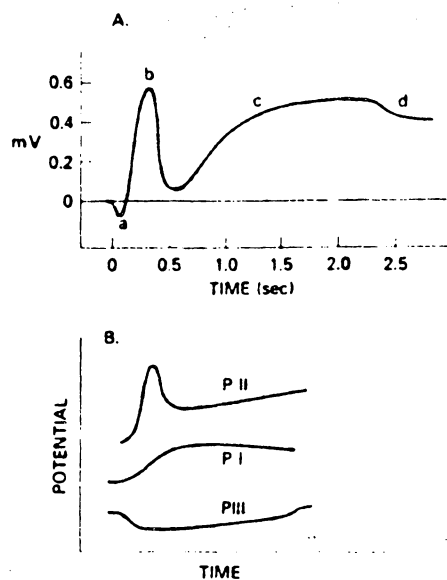 A.
b
0.6
c
d
mV
0.4
0.2
0
a
0 0.5 1.0 1.5 2.0 2.5
TIME (sec)
B.
P II
POTENTIAL
P I
PIII
TIME